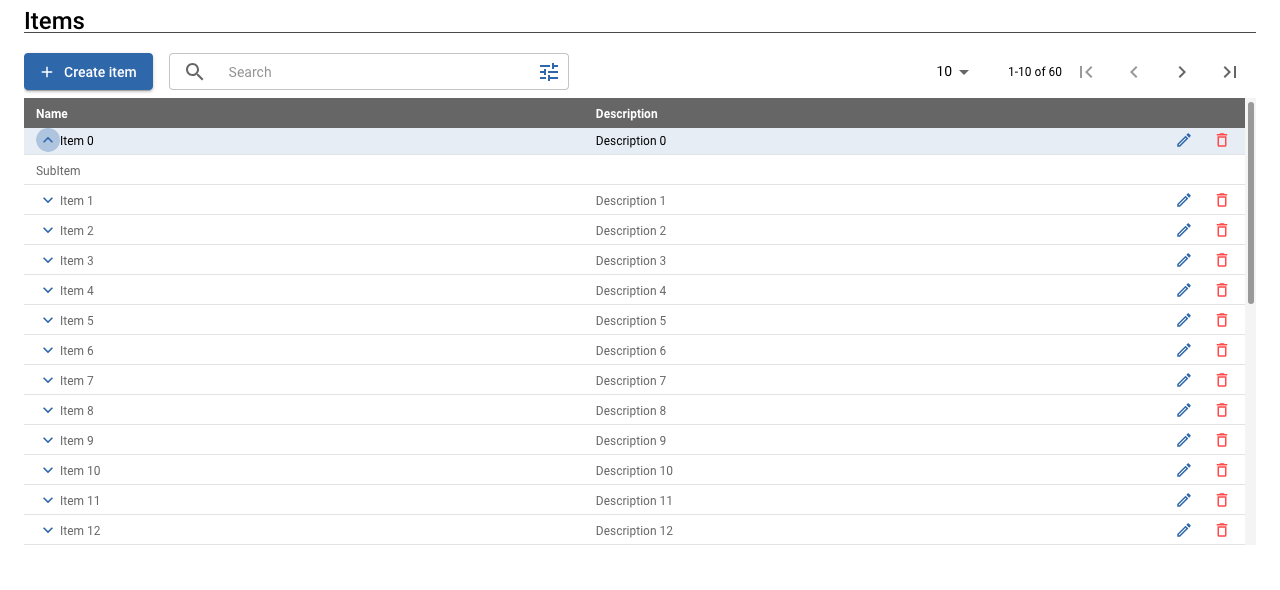 Items
Create item Search 10 1-10 of 60
Name Description
Item 0 Description 0
SubItem
Item 1 Description 1
Item 2 Description 2
Item 3 Description 3
Item 4 Description 4
Item 5 Description 5
Item 6 Description 6
Item 7 Description 7
Item 8 Description 8
Item 9 Description 9
Item 10 Description 10
Item 11 Description 11
Item 12 Description 12